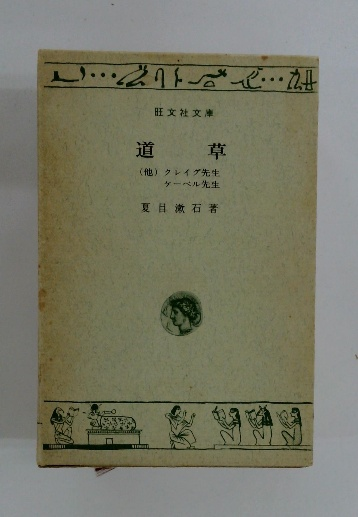 旺文社文庫
道草
(他) クレイグ先生
ケーベル先生
夏目漱石著